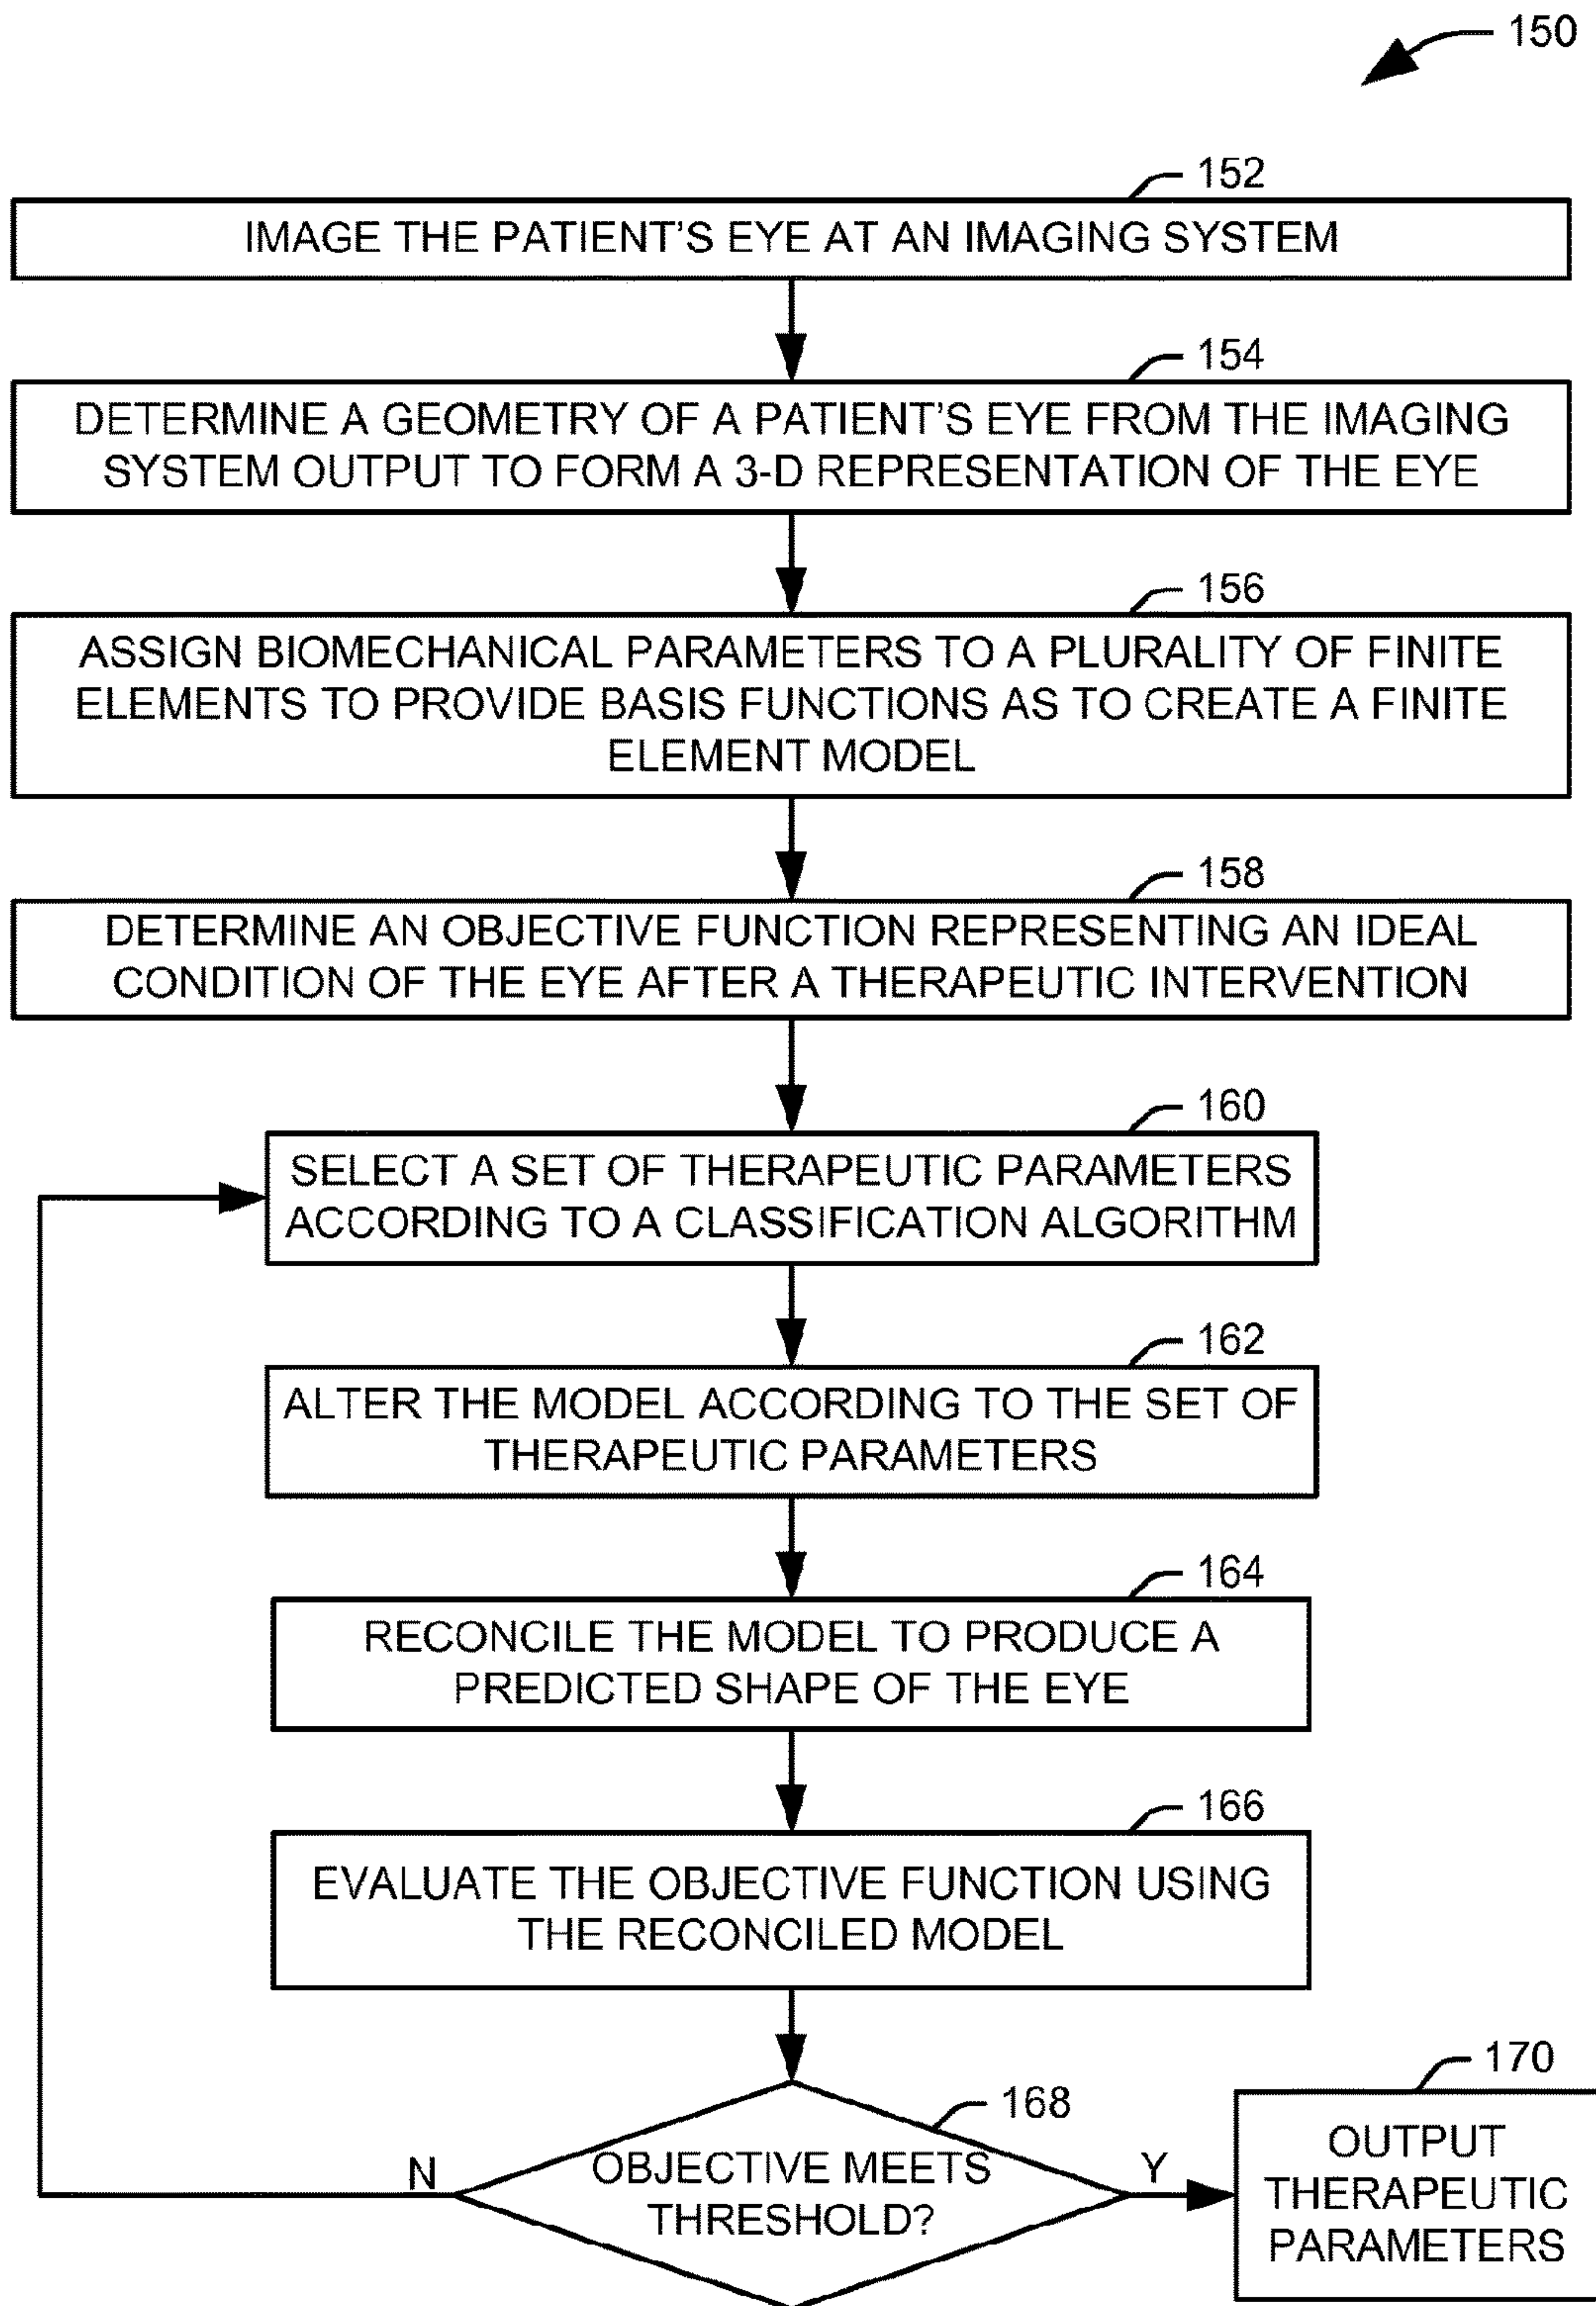 150
152
IMAGE THE PATIENT'S EYE AT AN IMAGING SYSTEM
154
DETERMINE A GEOMETRY OF A PATIENT'S EYE FROM THE IMAGING
SYSTEM OUTPUT TO FORM A 3-D REPRESENTATION OF THE EYE
156
ASSIGN BIOMECHANICAL PARAMETERS TO A PLURALITY OF FINITE
ELEMENTS TO PROVIDE BASIS FUNCTIONS AS TO CREATE A FINITE
ELEMENT MODEL
158
DETERMINE AN OBJECTIVE FUNCTION REPRESENTING AN IDEAL
CONDITION OF THE EYE AFTER A THERAPEUTIC INTERVENTION
160
SELECT A SET OF THERAPEUTIC PARAMETERS
ACCORDING TO A CLASSIFICATION ALGORITHM
162
ALTER THE MODEL ACCORDING TO THE SET OF
THERAPEUTIC PARAMETERS
164
RECONCILE THE MODEL TO PRODUCE A
PREDICTED SHAPE OF THE EYE
166
EVALUATE THE OBJECTIVE FUNCTION USING
THE RECONCILED MODEL
168
OBJECTIVE MEETS
THRESHOLD?
N
Y
170
OUTPUT
THERAPEUTIC
PARAMETERS